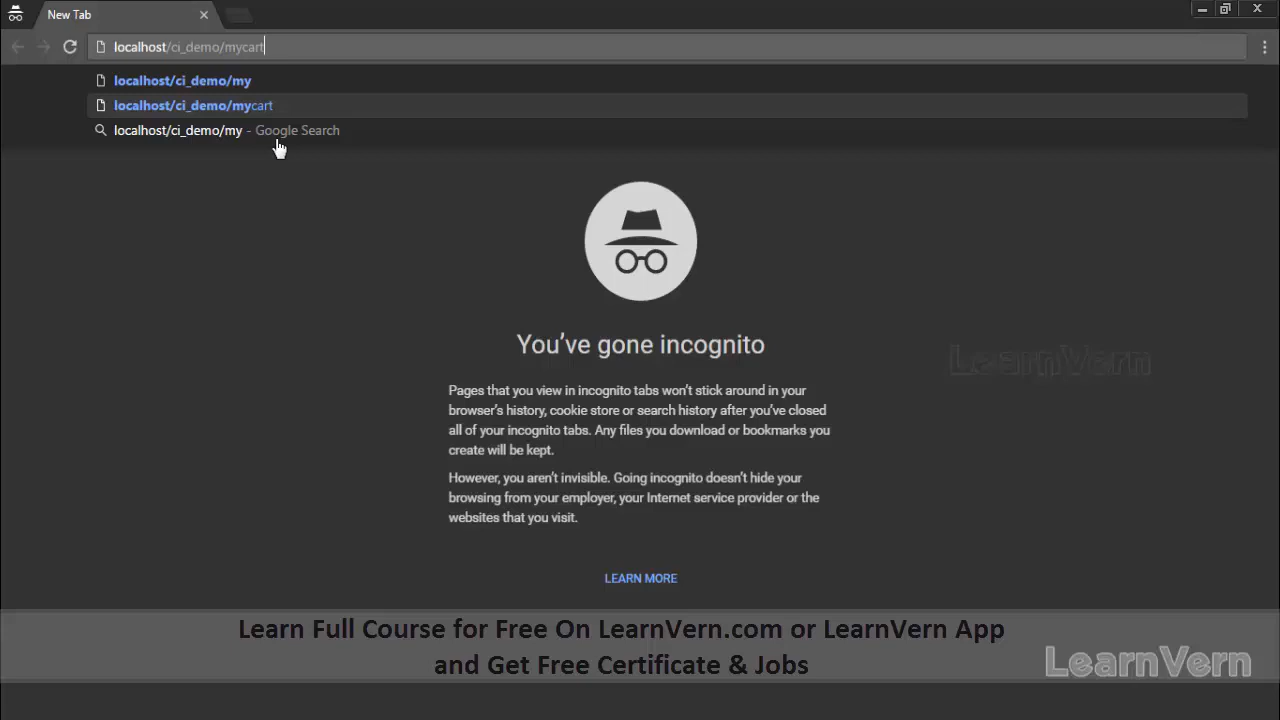 New Tab
localhost/ci_demo/mycart
localhost/ci_demo/my
localhost/ci_demo/mycart
localhost/ci_demo/my - Google Search
You've gone incognito
Pages that you view in incognito tabs won't stick around in your
browser's history, cookie store or search history after you've closed
all of your incognito tabs. Any files you download or bookmarks you
create will be kept.
However, you aren't invisible. Going incognito doesn't hide your
browsing from your employer, your Internet service provider or the
websites that you visit.
LearnVern
LEARN MORE
Learn Full Course for Free On LearnVern.com or LearnVern App
and Get Free Certificate & Jobs
LearnVern